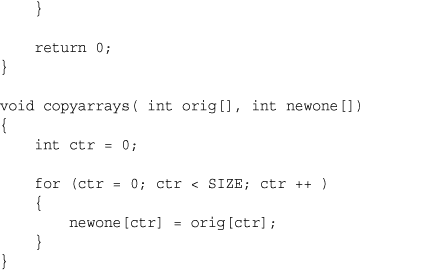 }

    return 0;
}

void copyarrays( int orig[], int newone[])
{
    int ctr = 0;

    for (ctr = 0; ctr < SIZE; ctr ++ )
    {
        newone[ctr] = orig[ctr];
    }
}